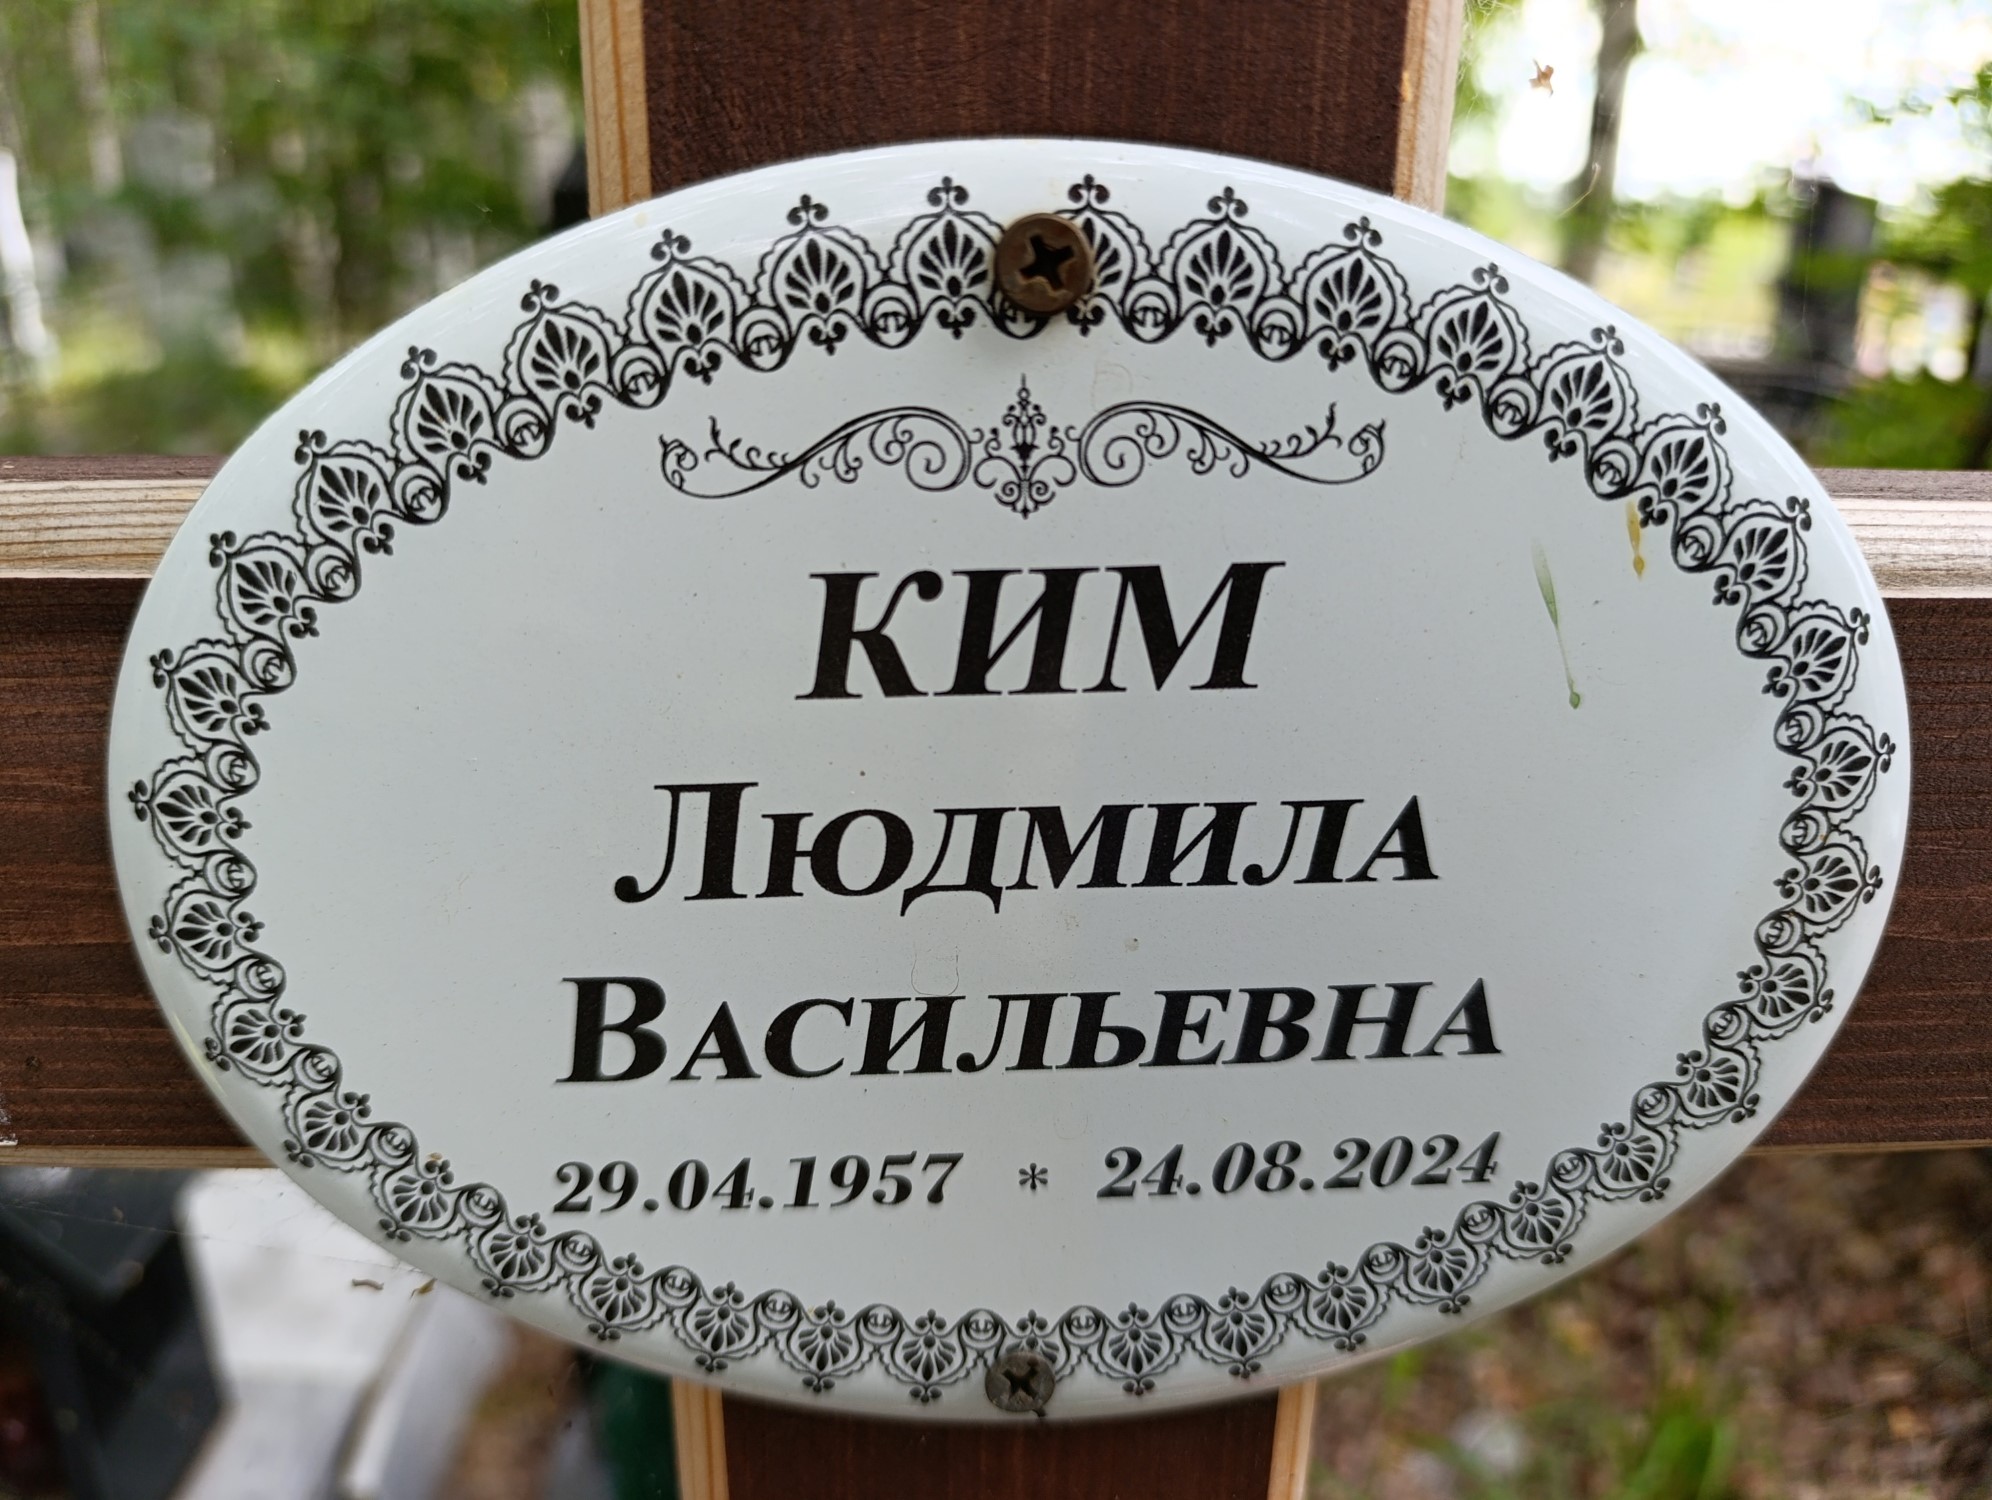 КИМ
Людмила
Васильевна
29.04.1957 * 24.08.2024